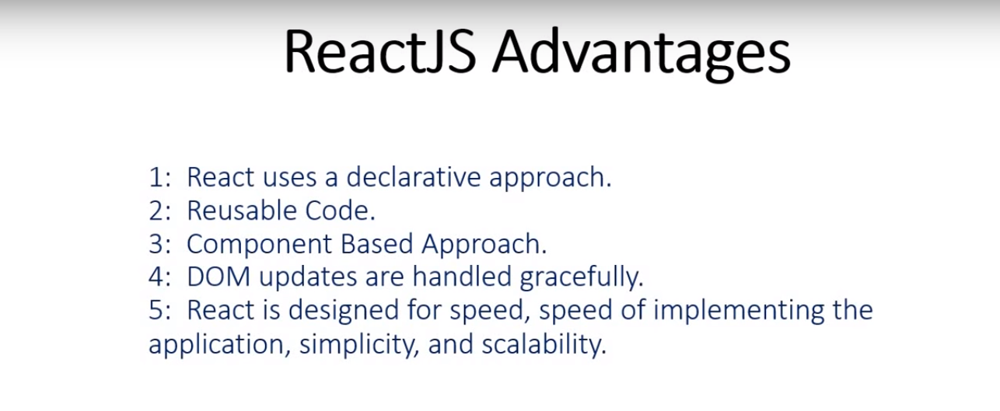 ReactJS Advantages
1: React uses a declarative approach.
2: Reusable Code.
3: Component Based Approach.
4: DOM updates are handled gracefully.
5: React is designed for speed, speed of implementing the
application, simplicity, and scalability.